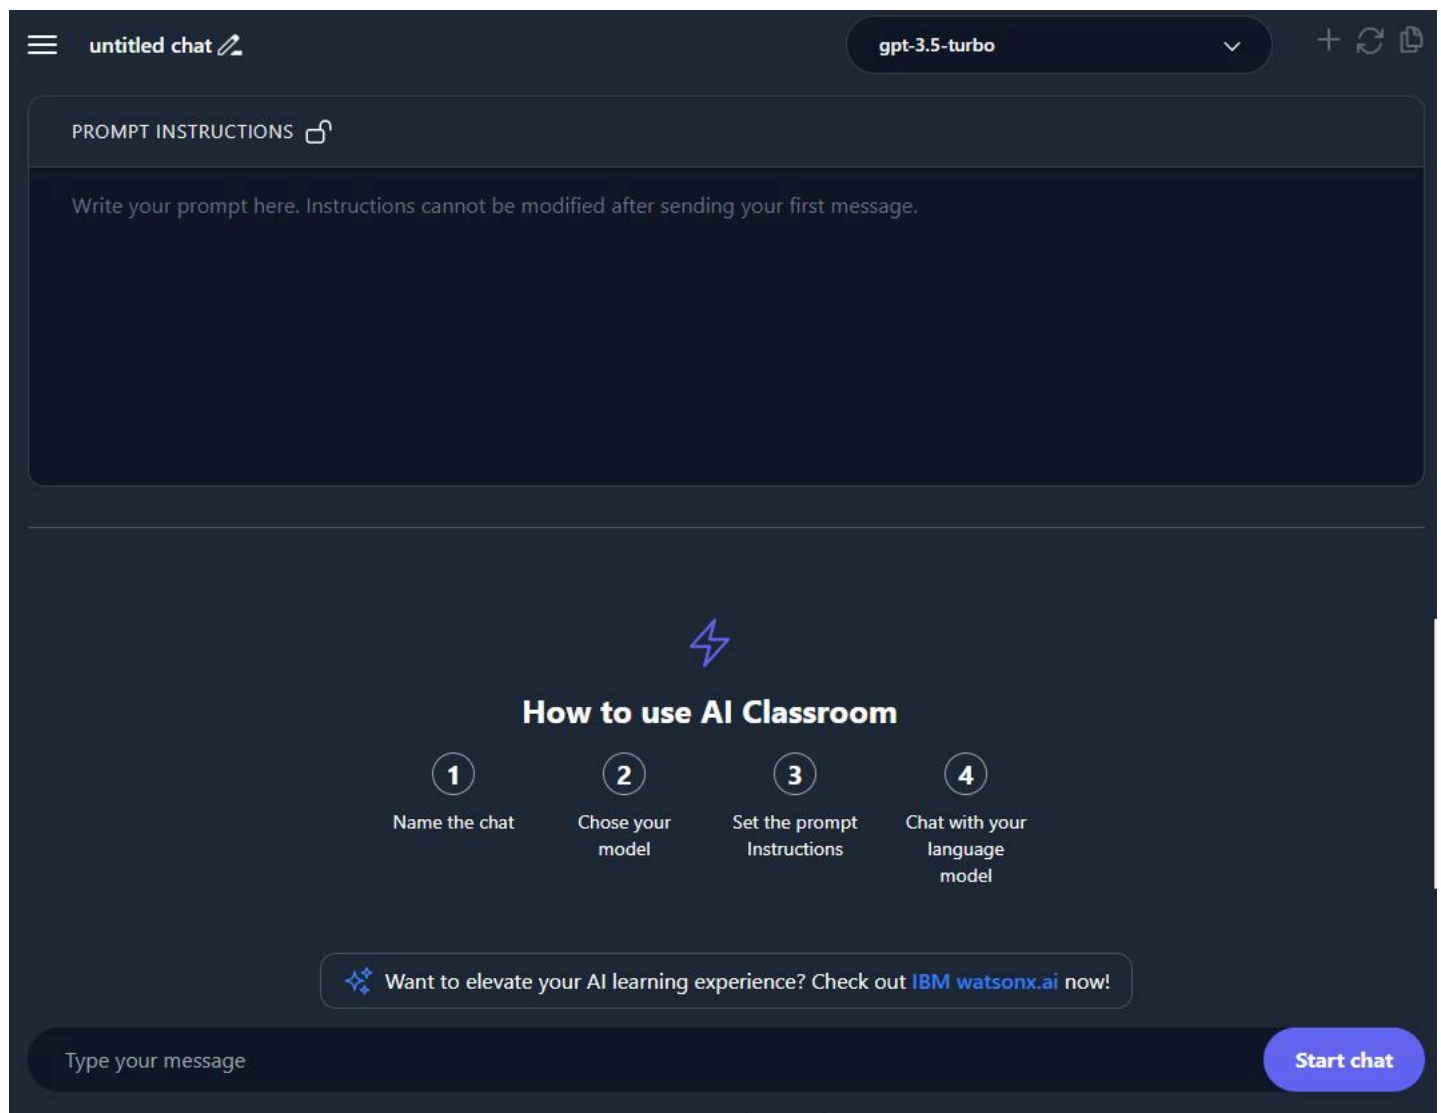 untitled chat
gpt-3.5-turbo
PROMPT INSTRUCTIONS
Write your prompt here. Instructions cannot be modified after sending your first message.
How to use AI Classroom
1
Name the chat
2
Chose your
model
3
Set the prompt
Instructions
4
Chat with your
language
model
Want to elevate your AI learning experience? Check out IBM watsonx.ai now!
Type your message
Start chat